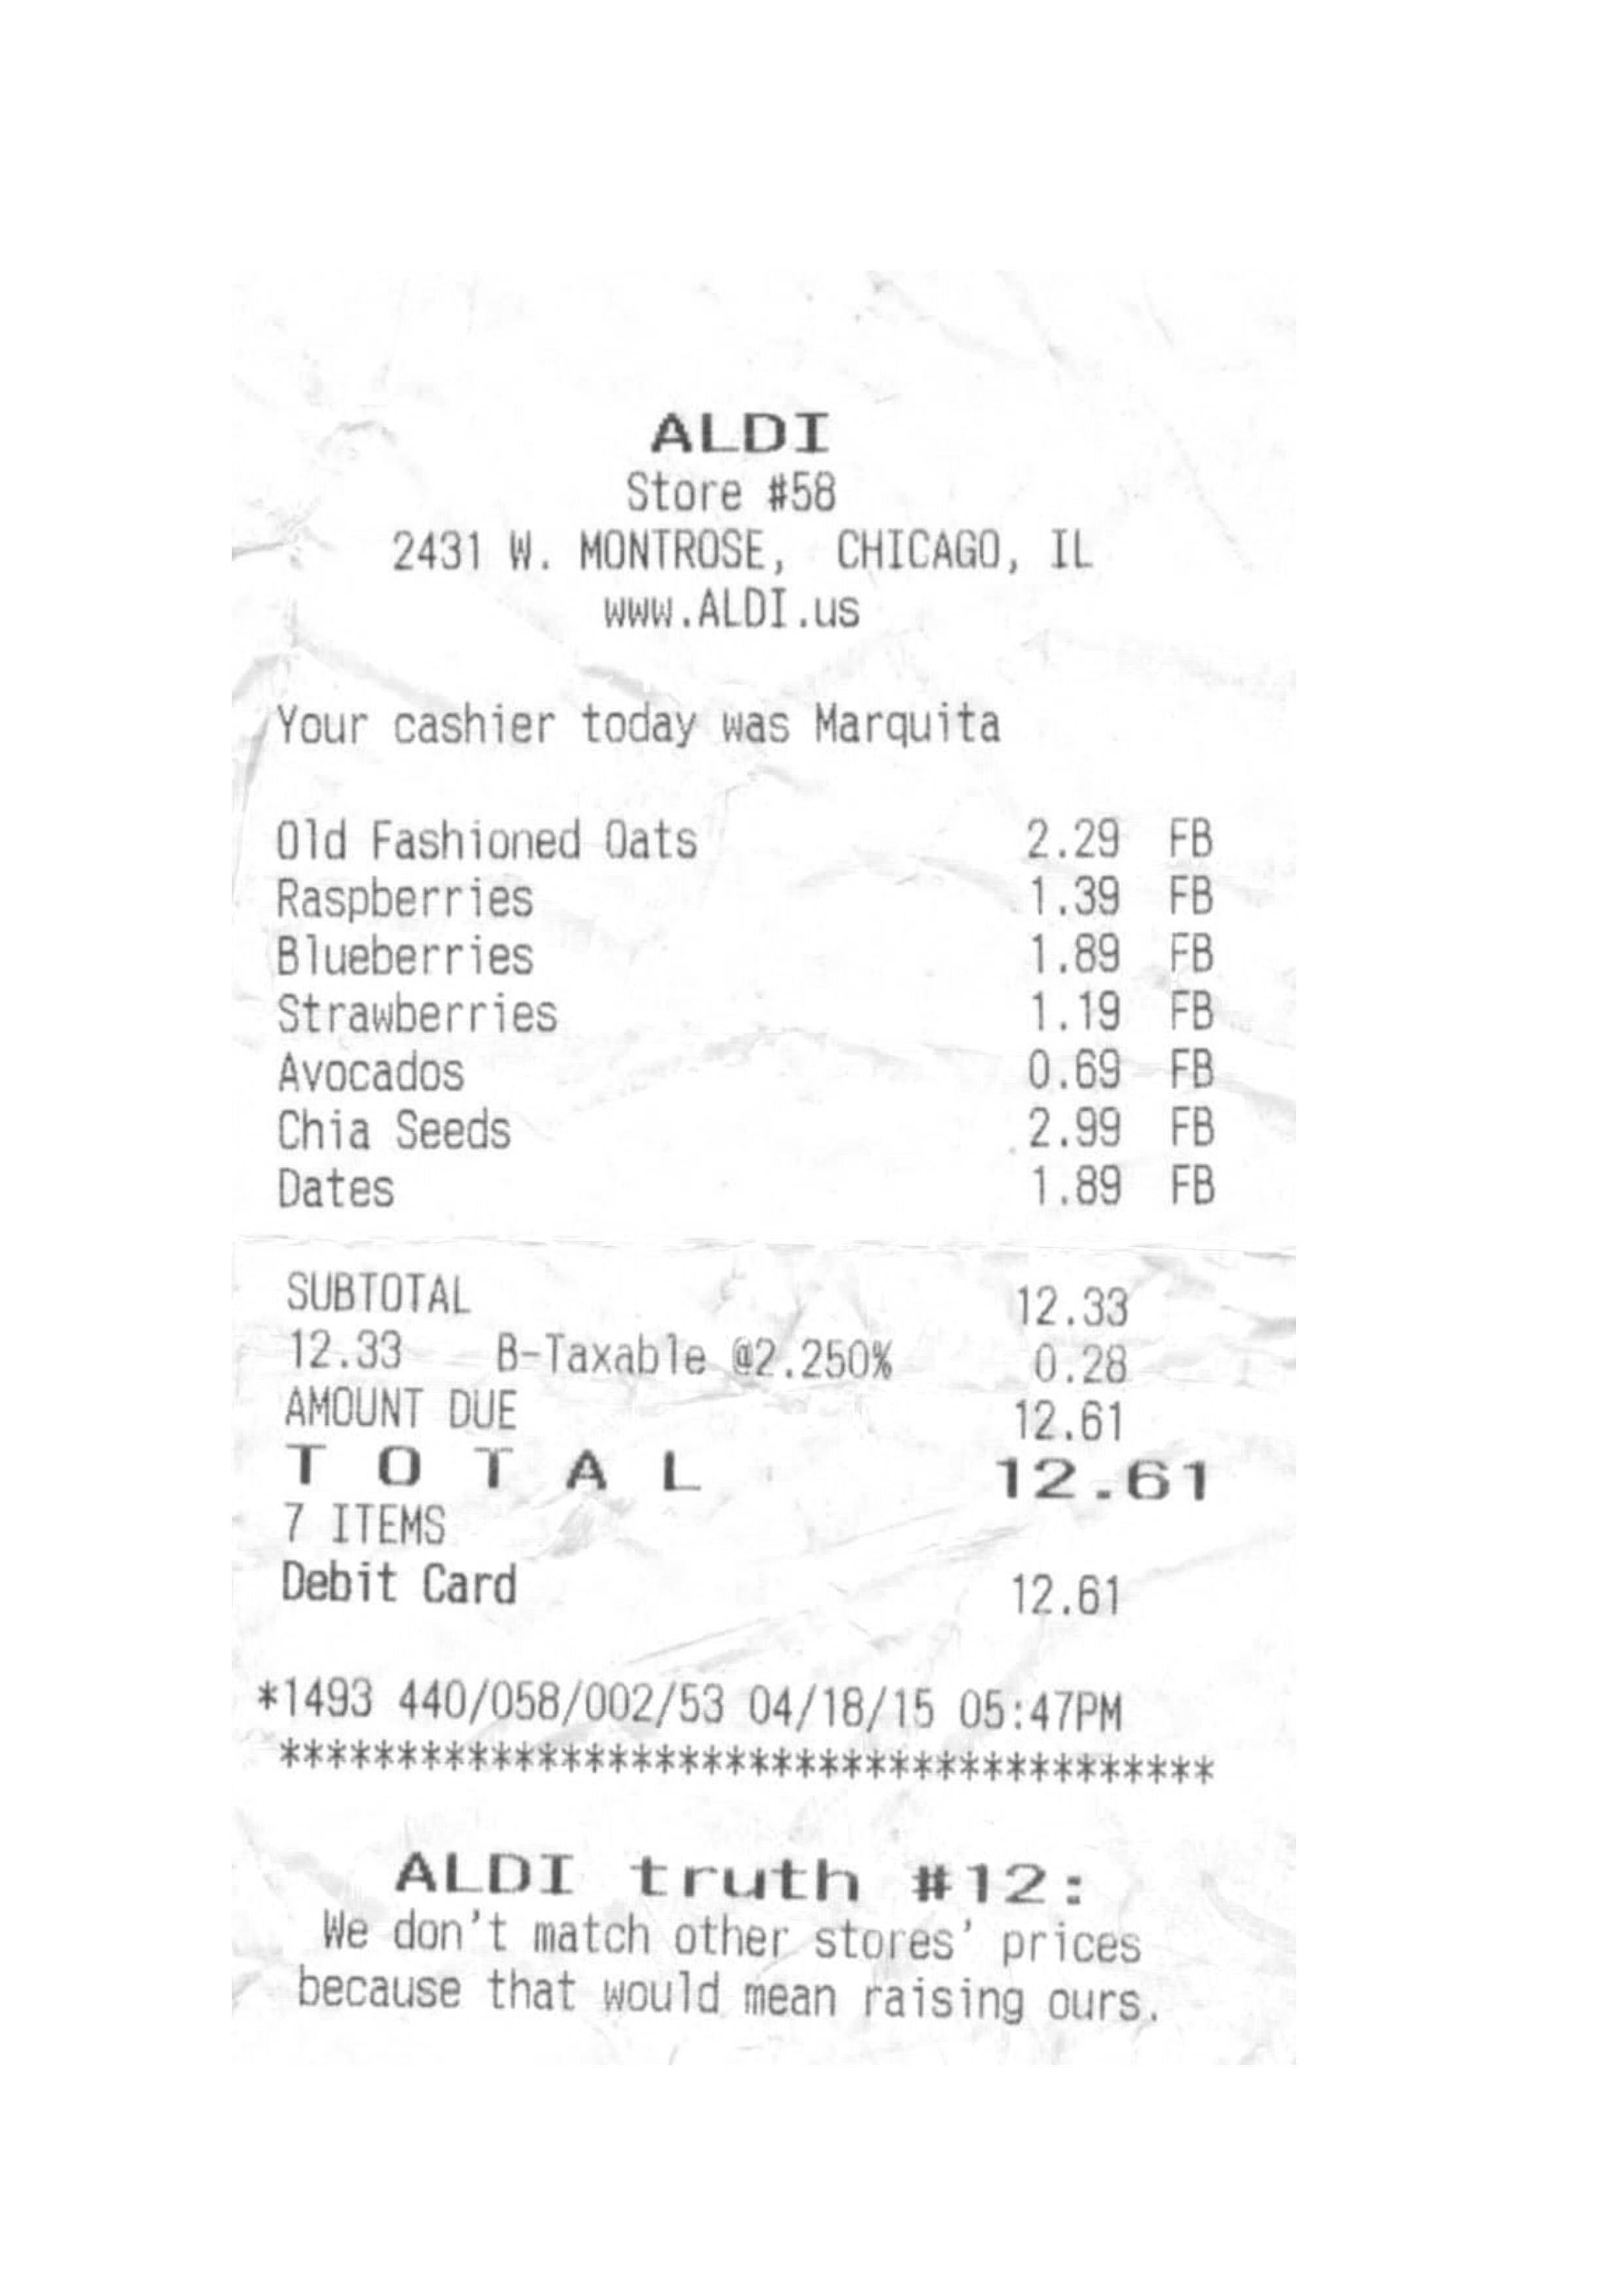 ALDI
Store #58
2431 W. MONTROSE, CHICAGO, IL
www.ALDI.us
Your cashier today was Marquita
Old Fashioned Oats 2.29 FB
Raspberries 1.39 FB
Blueberries 1.89 FB
Strawberries 1.19 FB
Avocados 0.69 FB
Chia Seeds 2.99 FB
Dates 1.89 FB
SUBTOTAL 12.33
12.33 B-Taxable @2.250% 0.28
AMOUNT DUE 12.61
T O T A L 12.61
7 ITEMS
Debit Card 12.61
*1493 440/058/002/53 04/18/15 05:47PM
****************************************
ALDI truth #12:
We don't match other stores' prices
because that would mean raising ours.